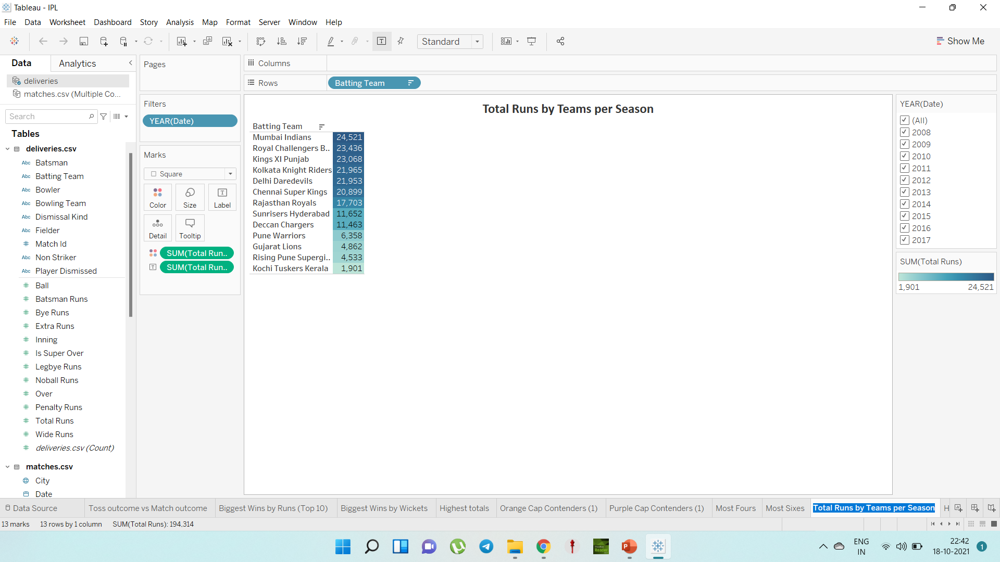 Tableau - IPL
File Data Worksheet Dashboard Story Analysis Map Format Server Window Help
Standard
Show Me
Data Analytics
deliveries
matches.csv (Multiple Co...
Search
Tables
deliveries.csv
Abc Batsman
Abc Batting Team
Abc Bowler
Abc Bowling Team
Abc Dismissal Kind
Abc Fielder
# Match Id
Abc Non Striker
Abc Player Dismissed
# Ball
# Batsman Runs
# Bye Runs
# Extra Runs
# Inning
# Is Super Over
# Legbye Runs
# Noball Runs
# Over
# Penalty Runs
# Total Runs
# Wide Runs
# deliveries.csv (Count)
matches.csv
City
Date
Pages
Filters
YEAR(Date)
Marks
Square
Color Size Label
Detail Tooltip
SUM(Total Run..
SUM(Total Run..
Columns
Rows Batting Team
Total Runs by Teams per Season
Batting Team
Mumbai Indians 24,521
Royal Challengers B.. 23,436
Kings XI Punjab 23,068
Kolkata Knight Riders 21,965
Delhi Daredevils 21,953
Chennai Super Kings 20,899
Rajasthan Royals 17,703
Sunrisers Hyderabad 11,652
Deccan Chargers 11,463
Pune Warriors 6,358
Gujarat Lions 4,862
Rising Pune Supergi.. 4,533
Kochi Tuskers Kerala 1,901
YEAR(Date)
(All)
2008
2009
2010
2011
2012
2013
2014
2015
2016
2017
SUM(Total Runs)
1,901 24,521
Data Source Toss outcome vs Match outcome Biggest Wins by Runs (Top 10) Biggest Wins by Wickets Highest totals Orange Cap Contenders (1) Purple Cap Contenders (1) Most Fours Most Sixes Total Runs by Teams per Season H
13 marks 13 rows by 1 column SUM(Total Runs): 194,314
Reader
ENG
IN
22:42
18-10-2021
1